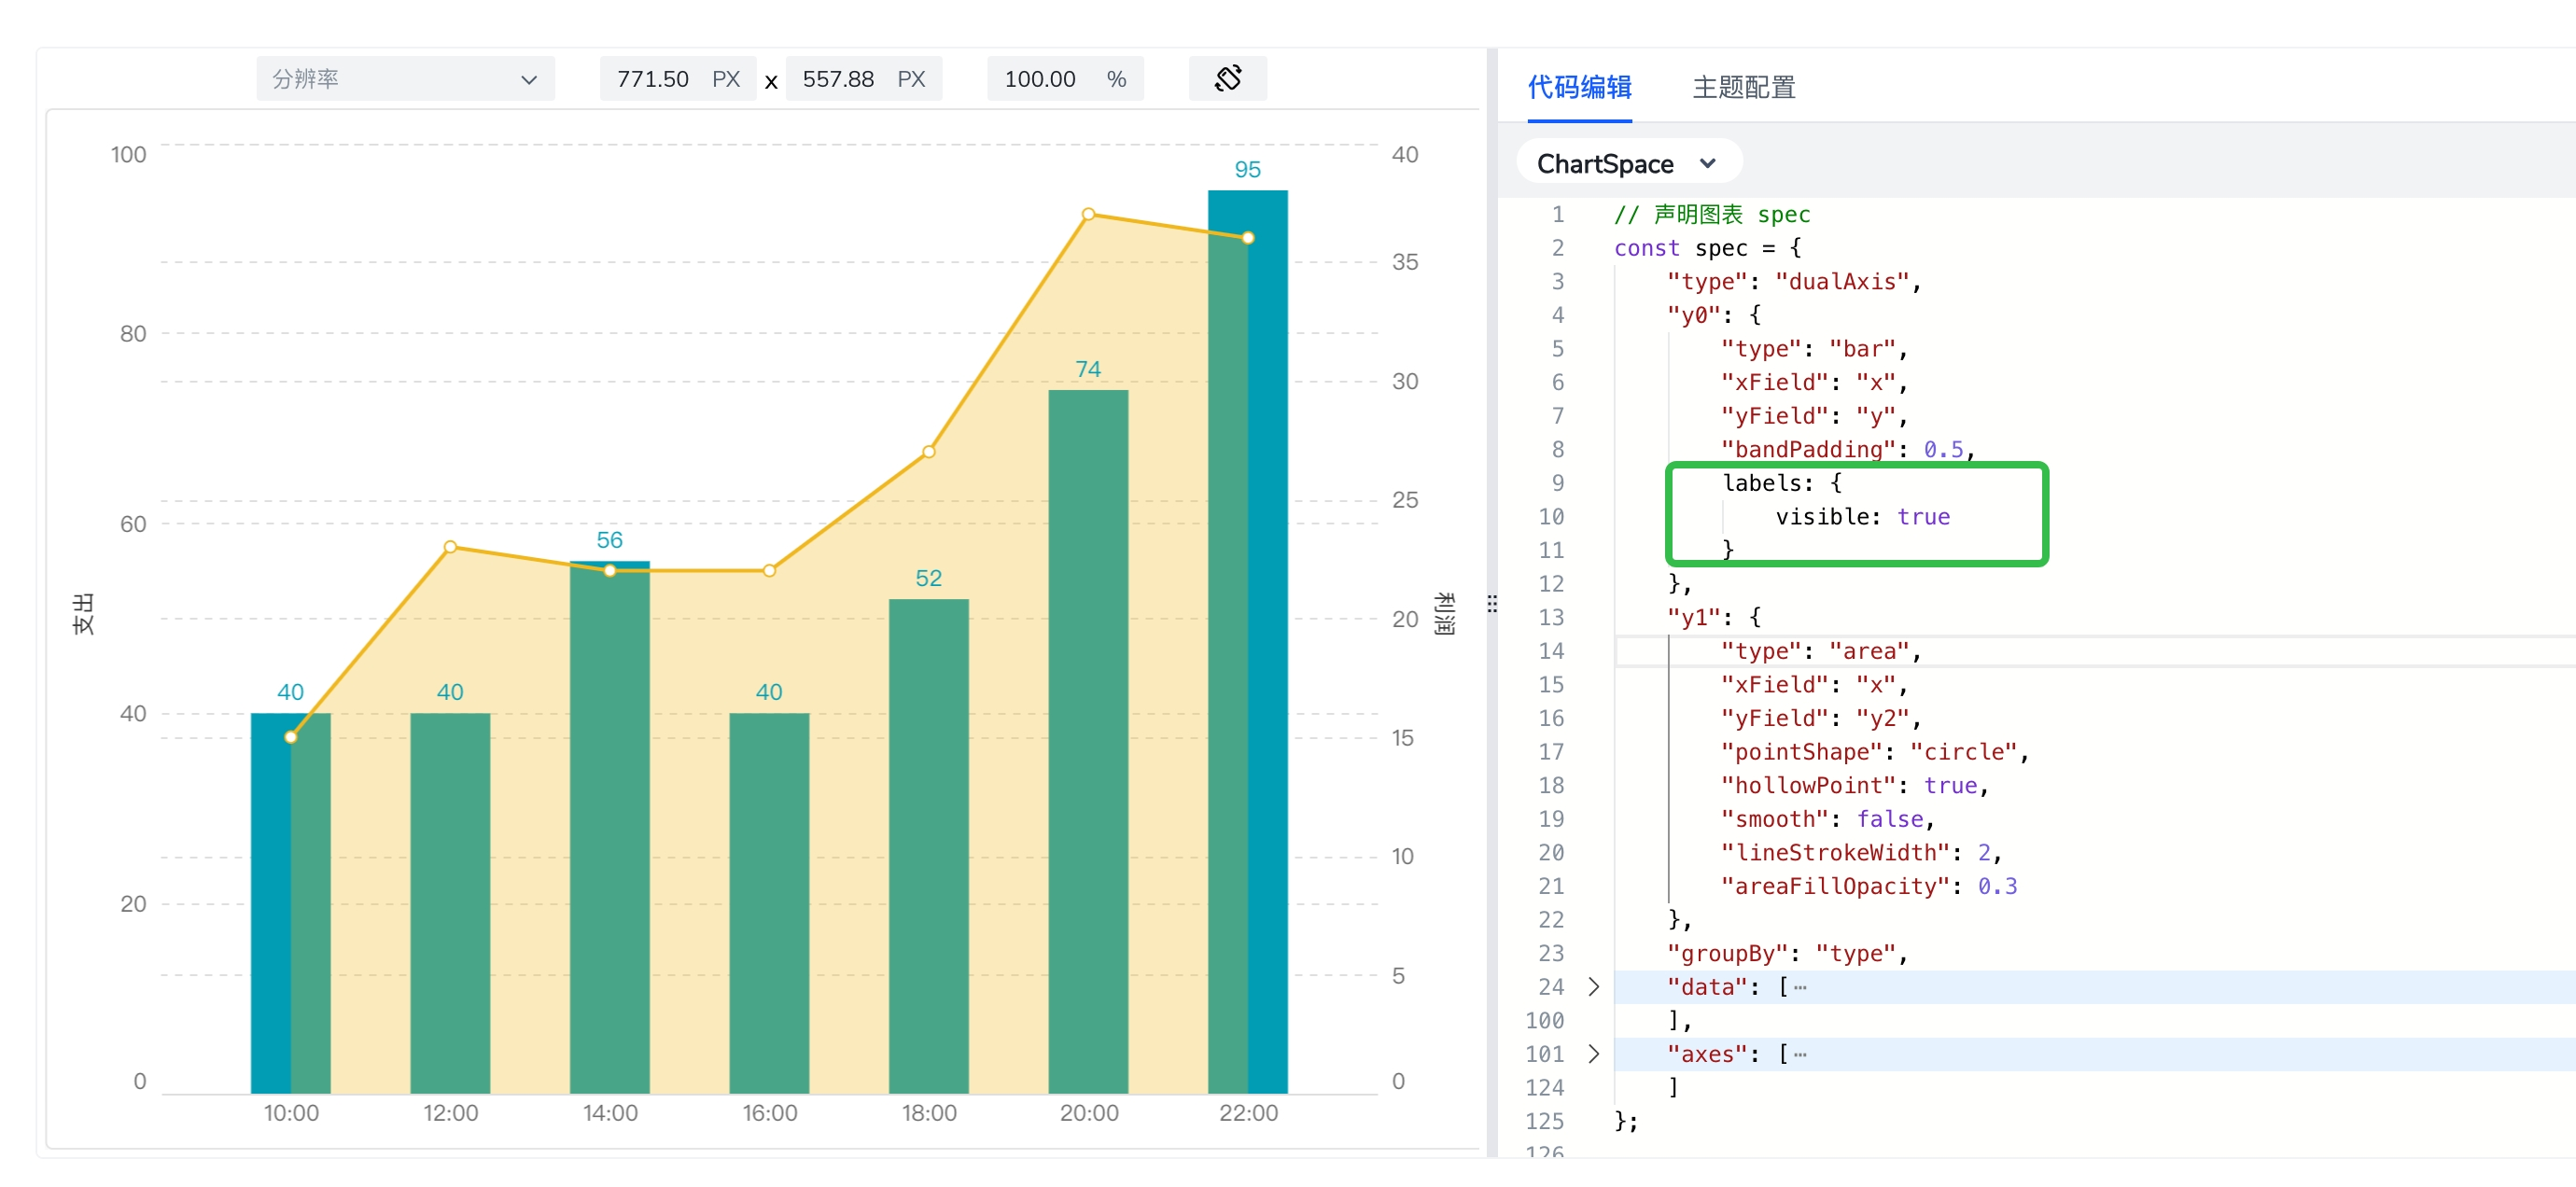 分辨率 771.50 PX x 557.88 PX 100.00 %
100
80
60
40
20
0
支出
40
35
30
25
20
15
10
5
0
利润
40
40
56
40
52
74
95
10:00 12:00 14:00 16:00 18:00 20:00 22:00
代码编辑 主题配置
ChartSpace
1 // 声明图表 spec
2 const spec = {
3 "type": "dualAxis",
4 "y0": {
5 "type": "bar",
6 "xField": "x",
7 "yField": "y",
8 "bandPadding": 0.5,
9 labels: {
10 visible: true
11 }
12 },
13 "y1": {
14 "type": "area",
15 "xField": "x",
16 "yField": "y2",
17 "pointShape": "circle",
18 "hollowPoint": true,
19 "smooth": false,
20 "lineStrokeWidth": 2,
21 "areaFillOpacity": 0.3
22 },
23 "groupBy": "type",
24 "data": [⋯
100 ],
101 "axes": [⋯
124 ]
125 };
126